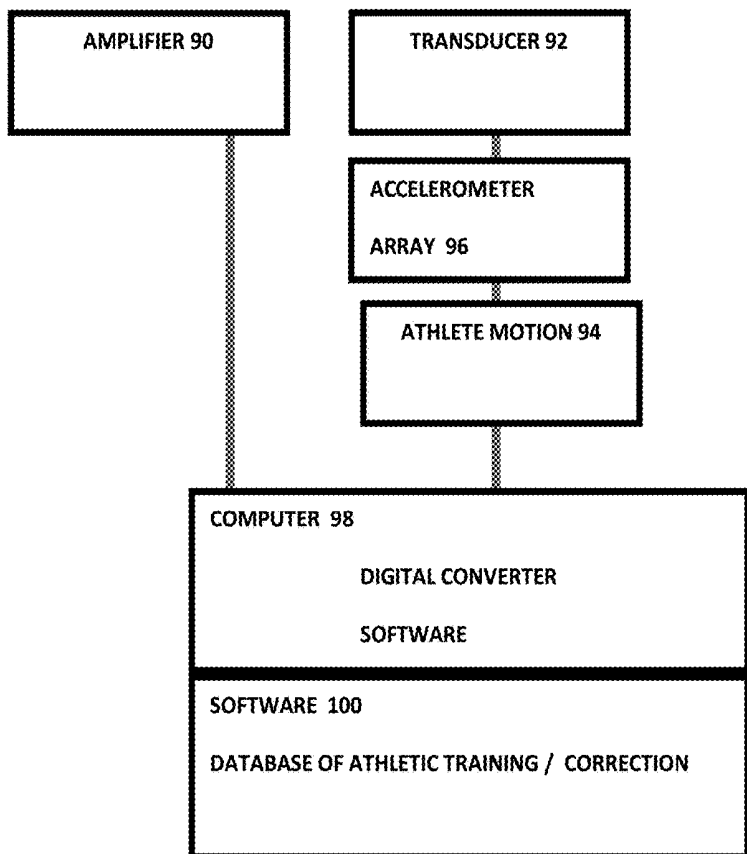 AMPLIFIER 90
TRANSDUCER 92
ACCELEROMETER
ARRAY 96
ATHLETE MOTION 94
COMPUTER 98
DIGITAL CONVERTER
SOFTWARE
SOFTWARE 100
DATABASE OF ATHLETIC TRAINING / CORRECTION